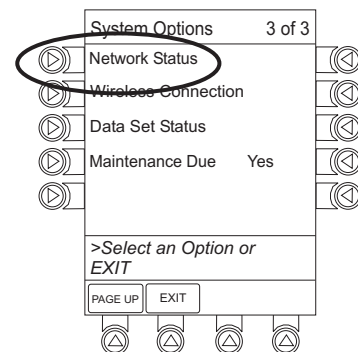 System Options 3 of 3
Network Status
Wireless Connection
Data Set Status
Maintenance Due Yes
>Select an Option or
EXIT
PAGE UP EXIT